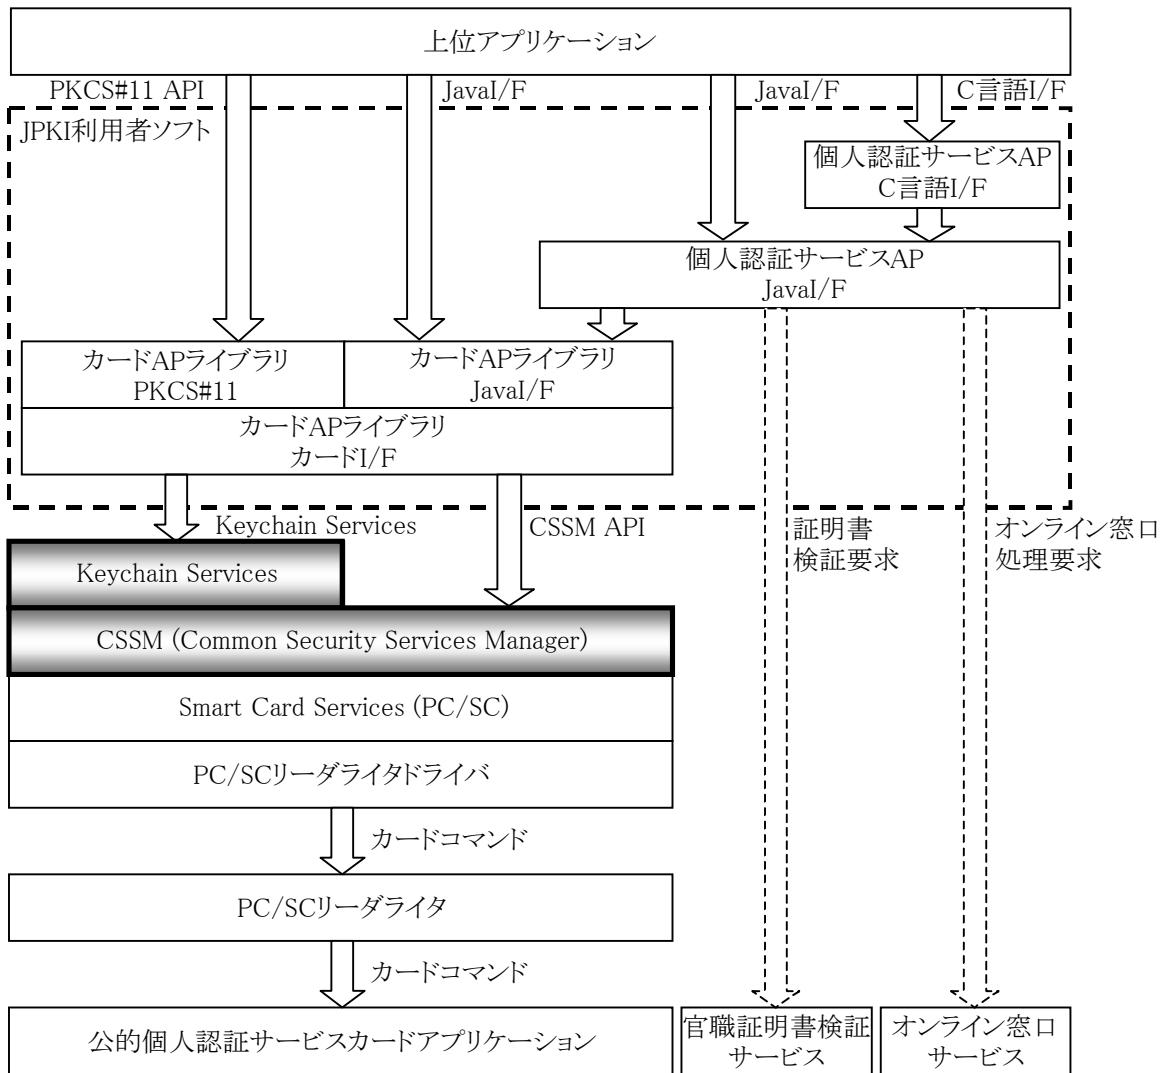 上位アプリケーション
PKCS#11 API
JavaI/F
JavaI/F
C言語I/F
JPKI利用者ソフト
個人認証サービスAP
C言語I/F
個人認証サービスAP
JavaI/F
カードAPライブラリ
PKCS#11
カードAPライブラリ
JavaI/F
カードAPライブラリ
カードI/F
Keychain Services
CSSM API
証明書
検証要求
オンライン窓口
処理要求
Keychain Services
CSSM (Common Security Services Manager)
Smart Card Services (PC/SC)
PC/SCリーダライタドライバ
カードコマンド
PC/SCリーダライタ
カードコマンド
公的個人認証サービスカードアプリケーション
官職証明書検証
サービス
オンライン窓口
サービス